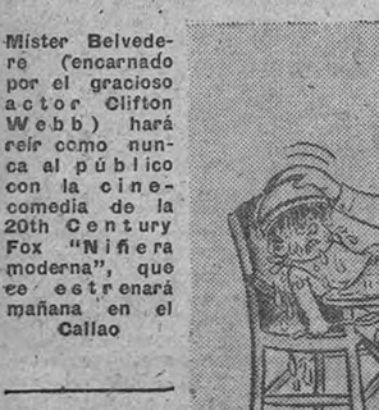 Míster Belvede-
re (encarnado
por el gracioso
actor Clifton
Webb) hará
reír como nun-
ca al público
con la cine-
comedia de la
20th Century
Fox "Niñera
moderna", que
se estrenará
mañana en el
Callao